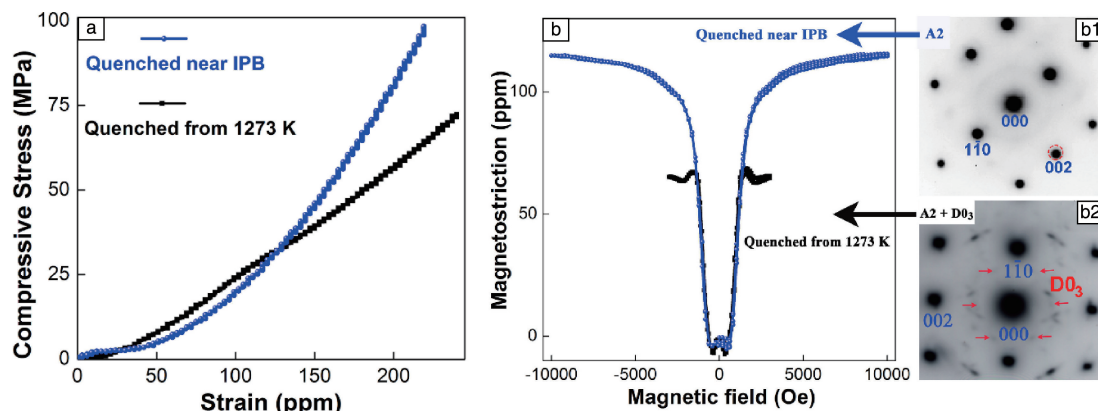 a
100
75
50
25
0
Compressive Stress (MPa)
Quenched near IPB
Quenched from 1273 K
0 50 100 150 200
Strain (ppm)
b
100
50
0
Magnetostriction (ppm)
Quenched near IPB
A2
A2 + D0₃
Quenched from 1273 K
-10000 -5000 0 5000 10000
Magnetic field (Oe)
b1
000
1̄10
002
b2
1̄10
D0₃
002
000